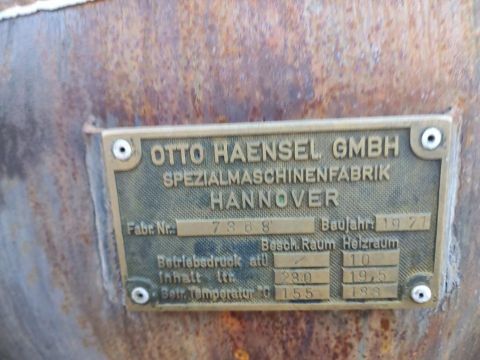 OTTO HAENSEL GMBH
SPEZIALMASCHINENFABRIK
HANNOVER
Fabr. Nr. 7368 Baujahr: 1971
Besch.Raum Heizraum
Betriebsdruck atü / 10
Inhalt ltr. 280 19,5
Betr. Temperatur °C 155 183